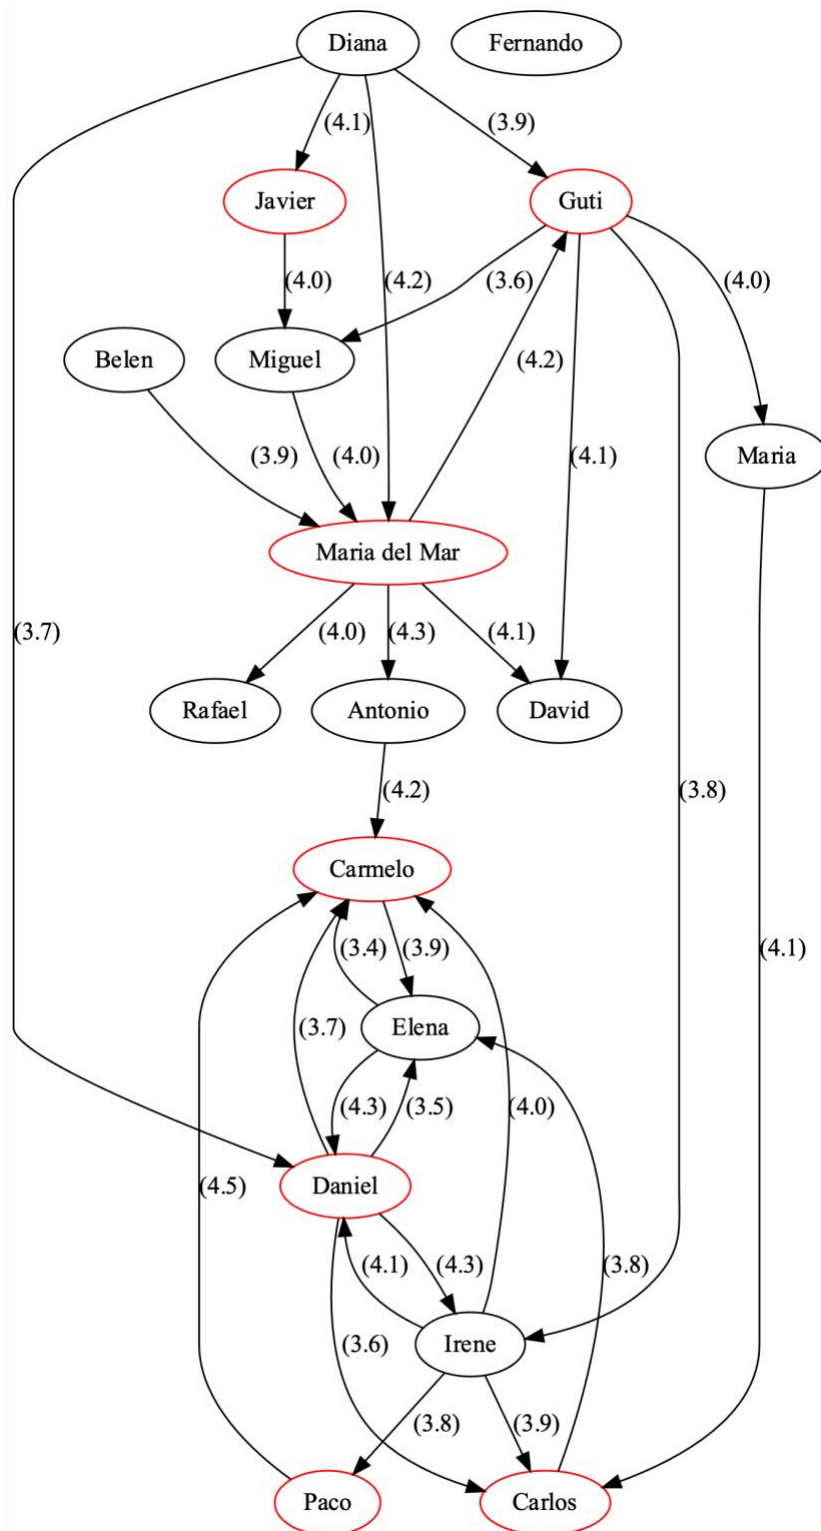 Diana Fernando
(4.1) (3.9)
Javier Guti
(4.0) (4.2) (3.6) (4.0)
Belen Miguel (4.2)
(3.9) (4.0) (4.1) Maria
Maria del Mar
(3.7) (4.0) (4.3) (4.1)
Rafael Antonio David
(4.2) (3.8)
Carmelo
(3.4) (3.9) (4.1)
Elena
(3.7)
(4.3) (3.5) (4.0)
Daniel (4.5)
(4.1) (4.3) (3.8)
(3.6) Irene
(3.8) (3.9)
Paco Carlos